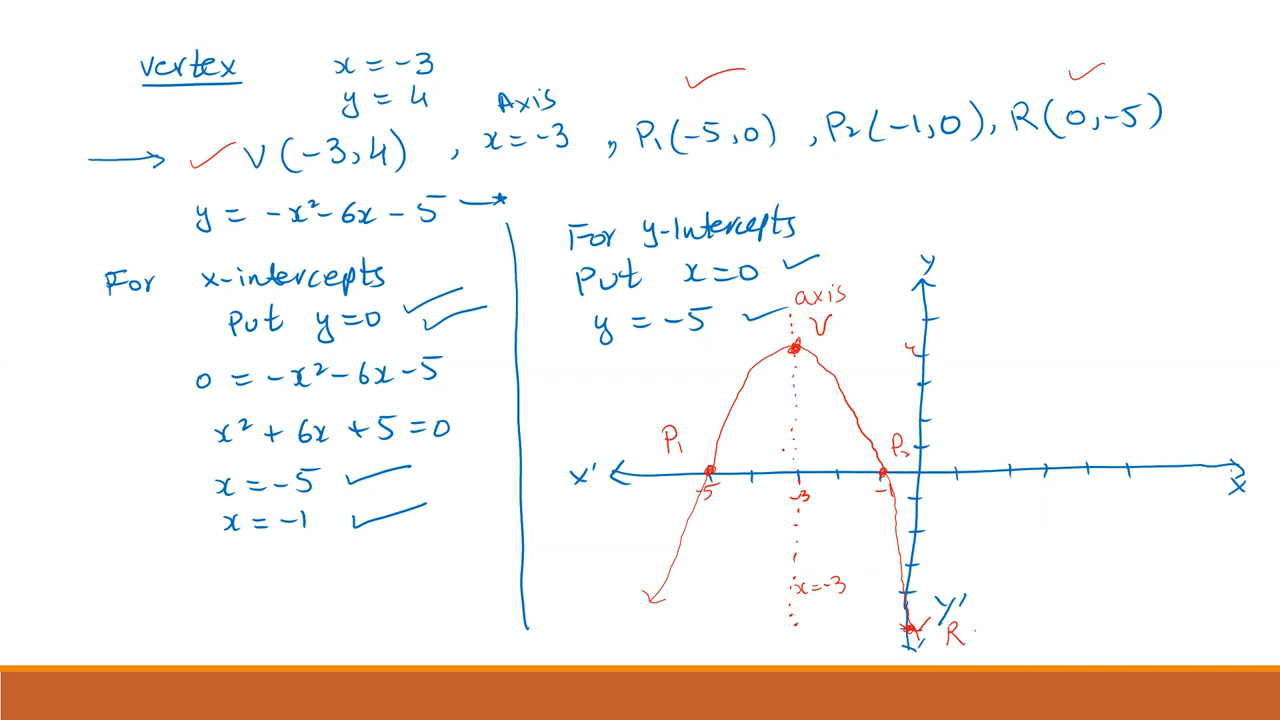 vertex x = -3
y = 4
→ V(-3,4) , Axis x = -3 , P₁(-5,0) , P₂(-1,0), R(0,-5)
y = -x² - 6x - 5 →*
For x-intercepts
Put y=0
0 = -x² - 6x - 5
x² + 6x + 5 = 0
x = -5
x = -1
For y-Intercepts
Put x=0
y = -5
axis
V
Y
4
P₁
P₂
X'
-5
-3
-1
X
x=-3
Y'
R